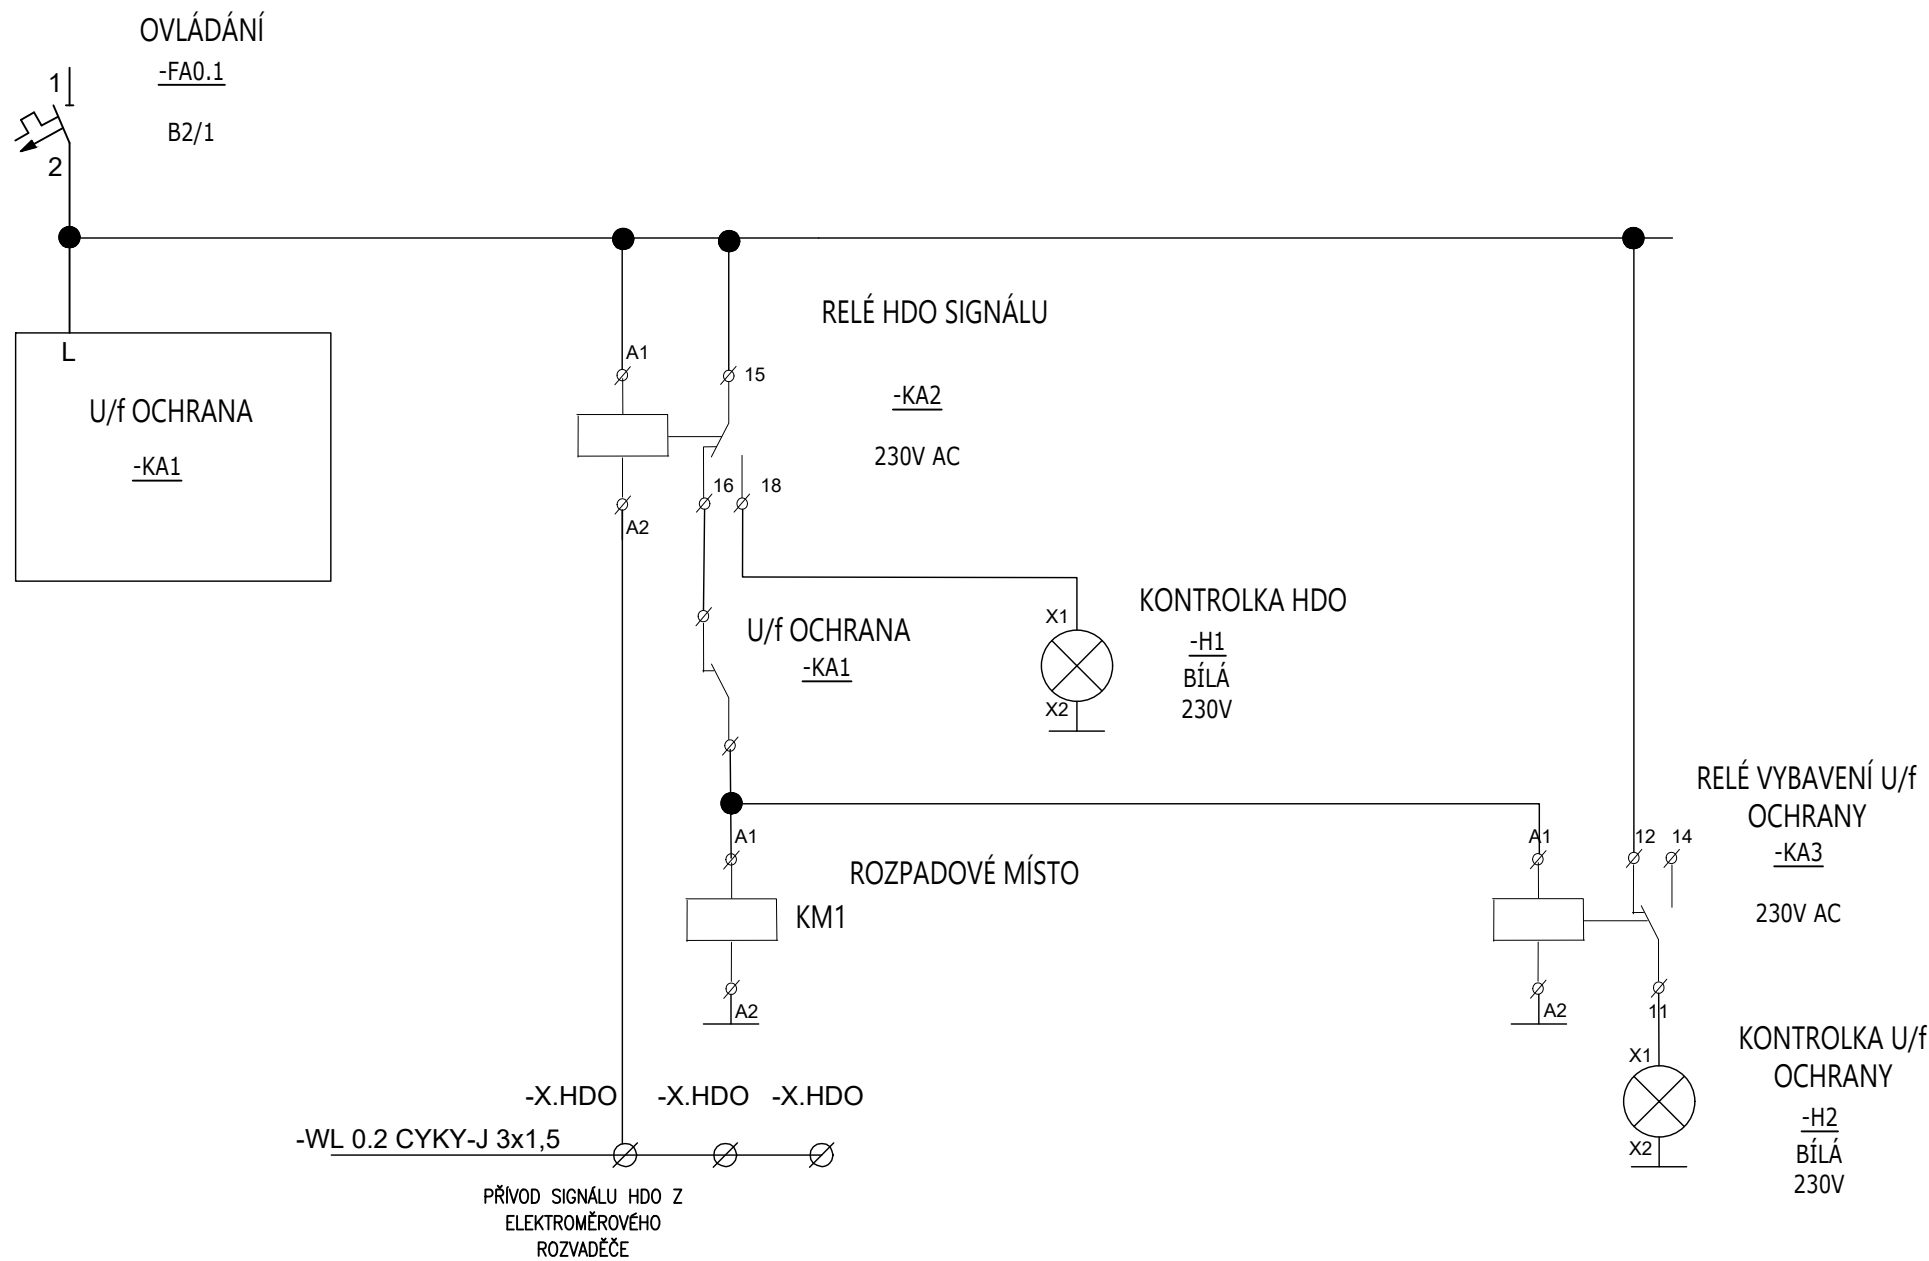 OVLÁDÁNÍ
-FA0.1
B2/1
1
2
L
U/f OCHRANA
-KA1
A1
15
RELÉ HDO SIGNÁLU
-KA2
230V AC
16
18
A2
U/f OCHRANA
-KA1
X1
X2
KONTROLKA HDO
-H1
BÍLÁ
230V
A1
ROZPADOVÉ MÍSTO
KM1
A2
A1
12
14
RELÉ VYBAVENÍ U/f
OCHRANY
-KA3
230V AC
A2
11
X1
X2
KONTROLKA U/f
OCHRANY
-H2
BÍLÁ
230V
-X.HDO
-X.HDO
-X.HDO
-WL 0.2 CYKY-J 3x1,5
PŘÍVOD SIGNÁLU HDO Z
ELEKTROMĚROVÉHO
ROZVADĚČE